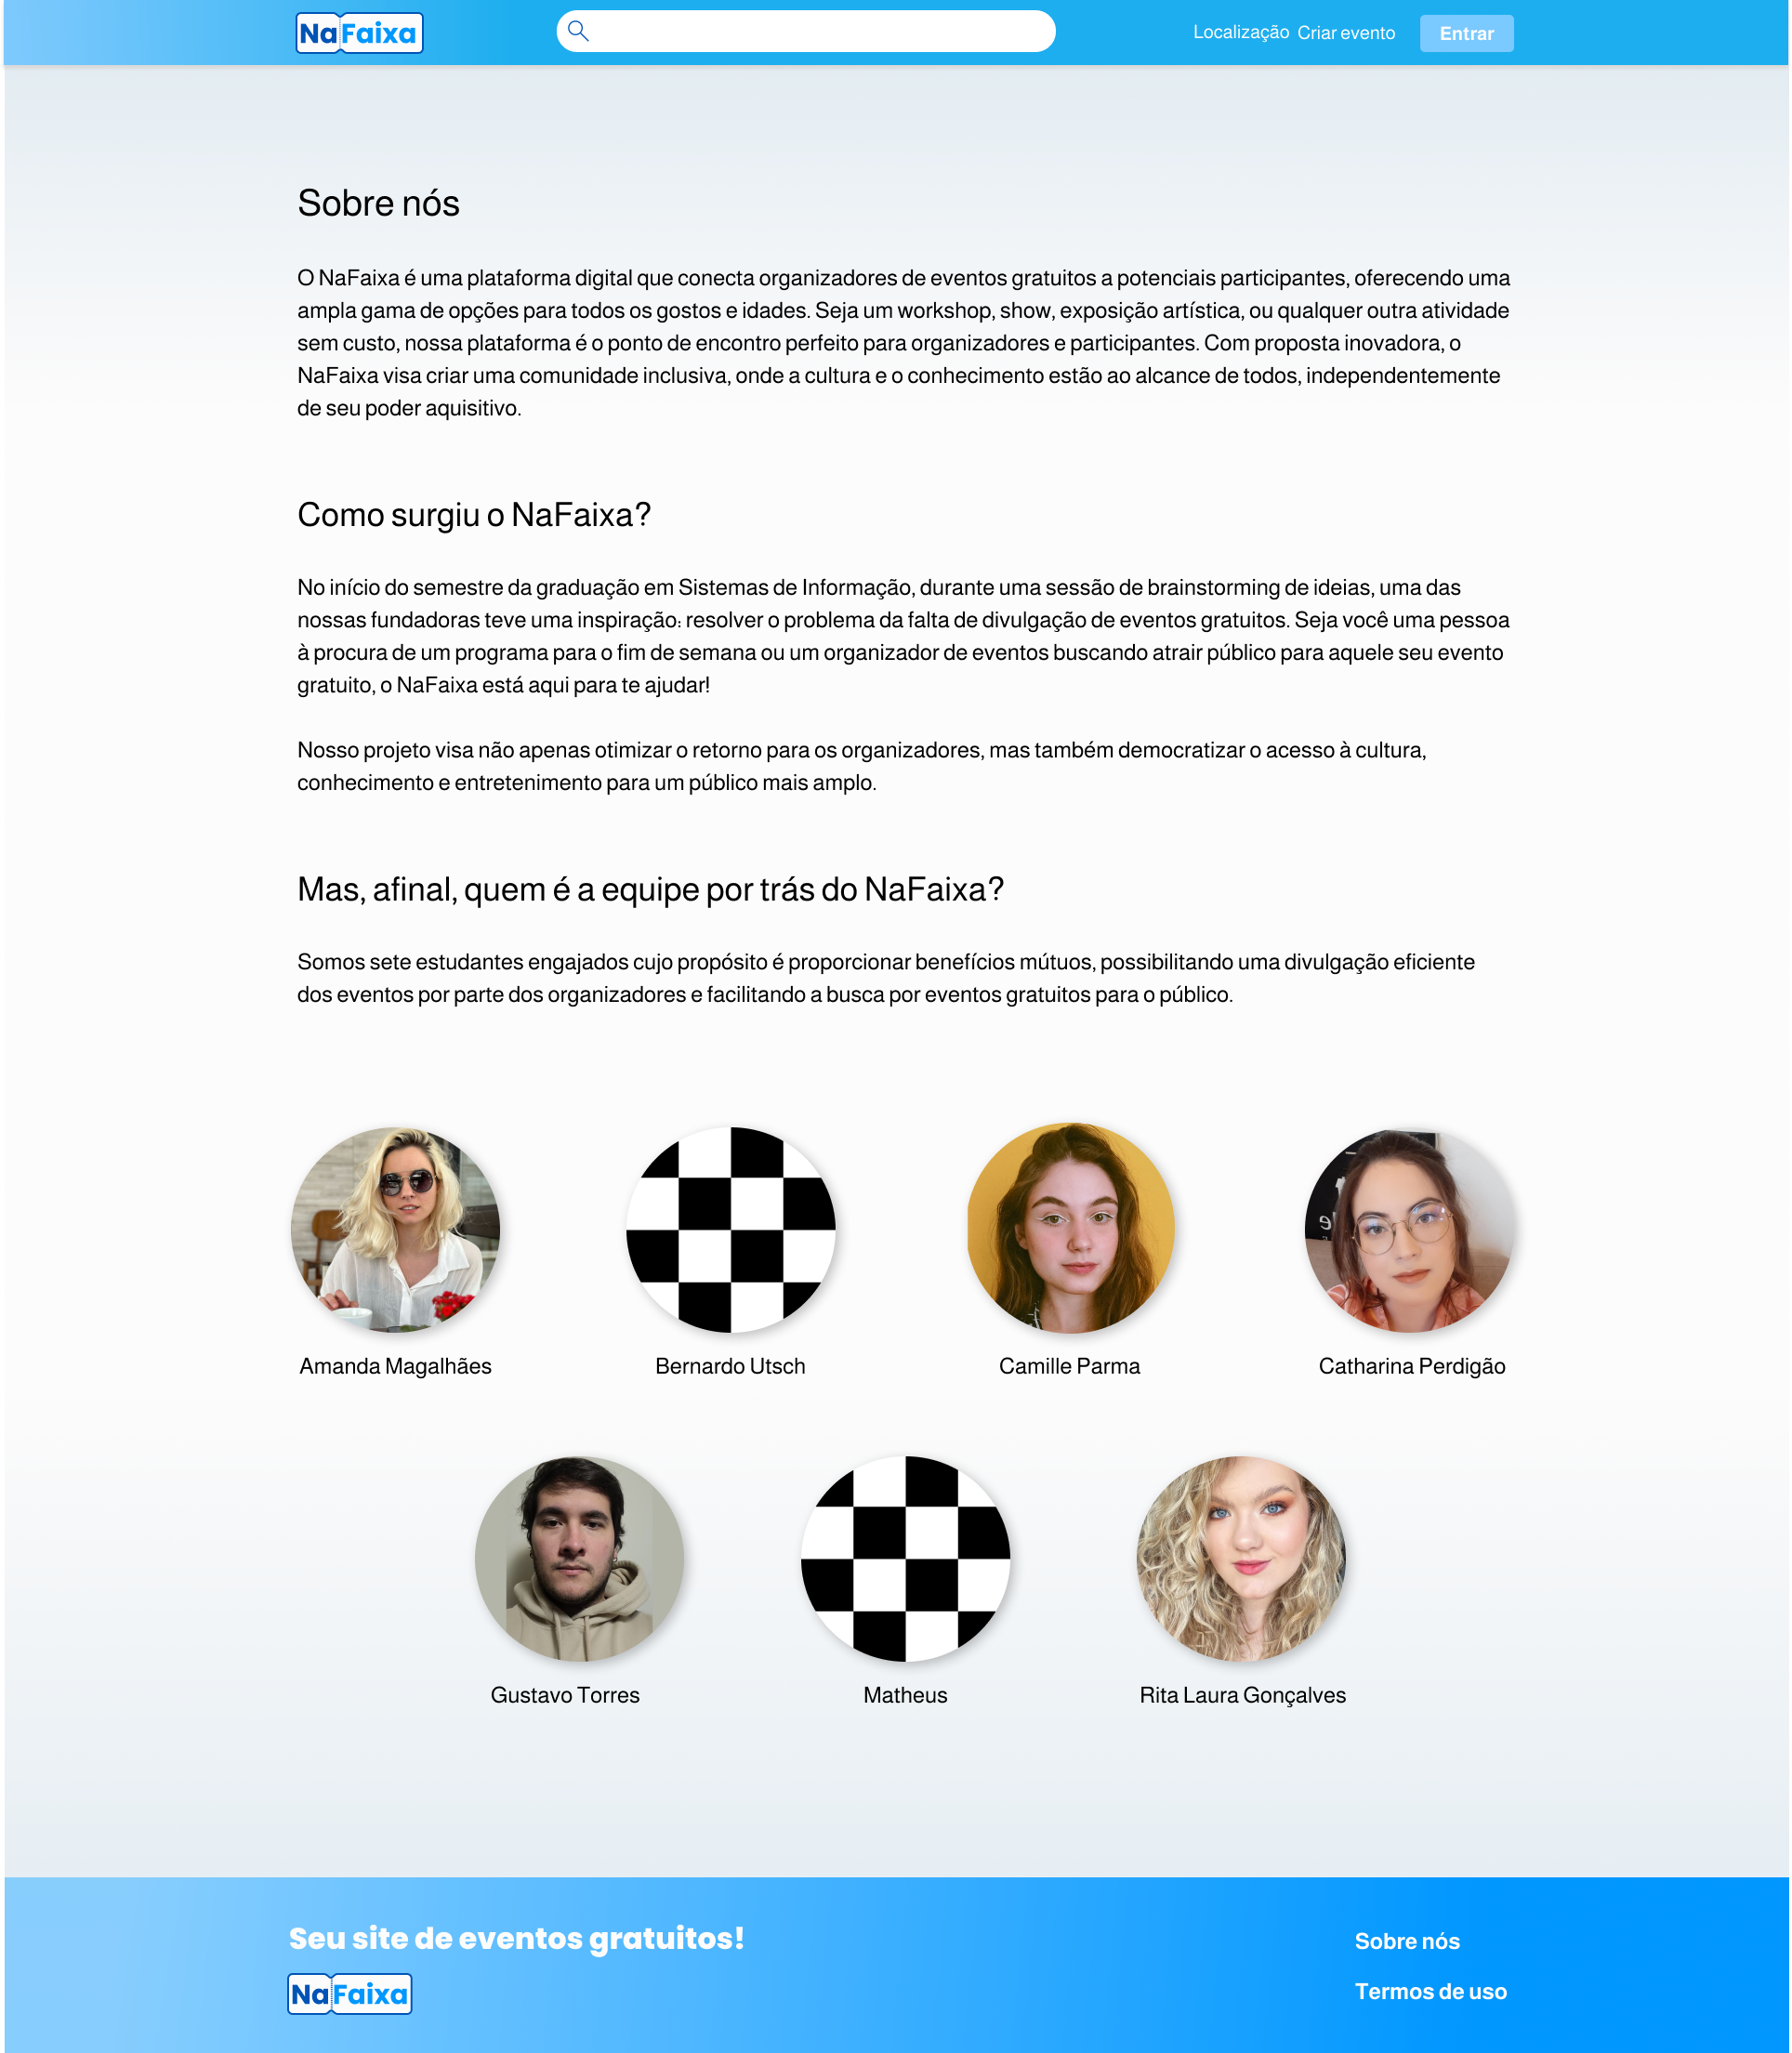 NaFaixa
Localização Criar evento Entrar
Sobre nós
O NaFaixa é uma plataforma digital que conecta organizadores de eventos gratuitos a potenciais participantes, oferecendo uma
ampla gama de opções para todos os gostos e idades. Seja um workshop, show, exposição artística, ou qualquer outra atividade
sem custo, nossa plataforma é o ponto de encontro perfeito para organizadores e participantes. Com proposta inovadora, o
NaFaixa visa criar uma comunidade inclusiva, onde a cultura e o conhecimento estão ao alcance de todos, independentemente
de seu poder aquisitivo.
Como surgiu o NaFaixa?
No início do semestre da graduação em Sistemas de Informação, durante uma sessão de brainstorming de ideias, uma das
nossas fundadoras teve uma inspiração: resolver o problema da falta de divulgação de eventos gratuitos. Seja você uma pessoa
à procura de um programa para o fim de semana ou um organizador de eventos buscando atrair público para aquele seu evento
gratuito, o NaFaixa está aqui para te ajudar!
Nosso projeto visa não apenas otimizar o retorno para os organizadores, mas também democratizar o acesso à cultura,
conhecimento e entretenimento para um público mais amplo.
Mas, afinal, quem é a equipe por trás do NaFaixa?
Somos sete estudantes engajados cujo propósito é proporcionar benefícios mútuos, possibilitando uma divulgação eficiente
dos eventos por parte dos organizadores e facilitando a busca por eventos gratuitos para o público.
Amanda Magalhães
Bernardo Utsch
Camille Parma
Catharina Perdigão
Gustavo Torres
Matheus
Rita Laura Gonçalves
Seu site de eventos gratuitos!
NaFaixa
Sobre nós
Termos de uso